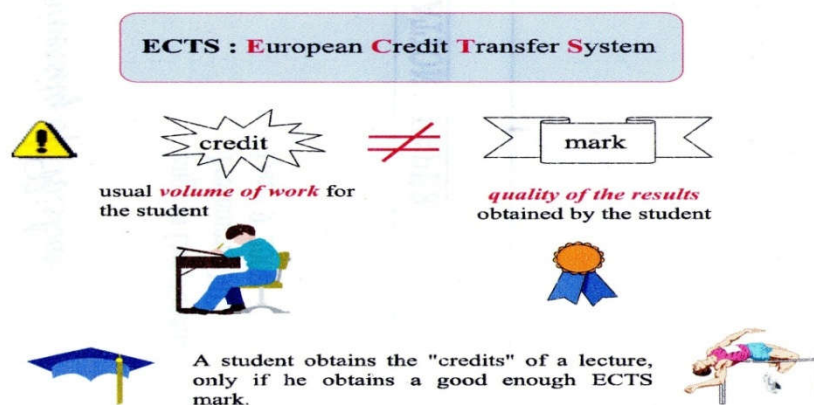 ECTS : European Credit Transfer System
credit
mark
usual volume of work for
the student
quality of the results
obtained by the student
A student obtains the "credits" of a lecture,
only if he obtains a good enough ECTS
mark.